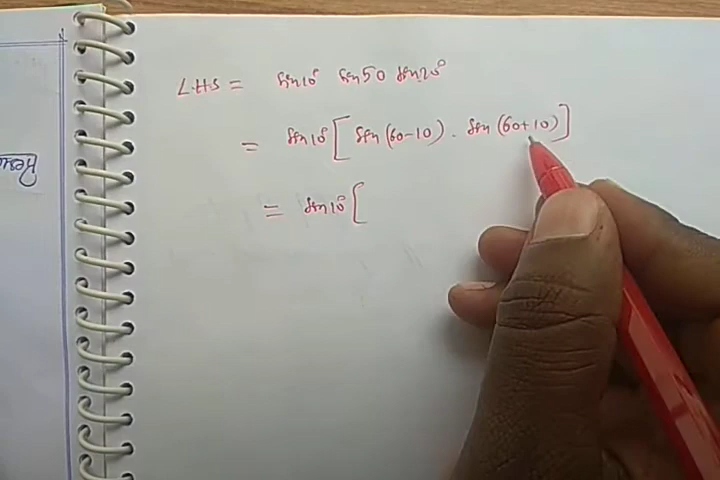 LHS = sin10° sin50 sin70°
= sin10° [ sin(60-10) . sin(60+10) ]
= sin10° [